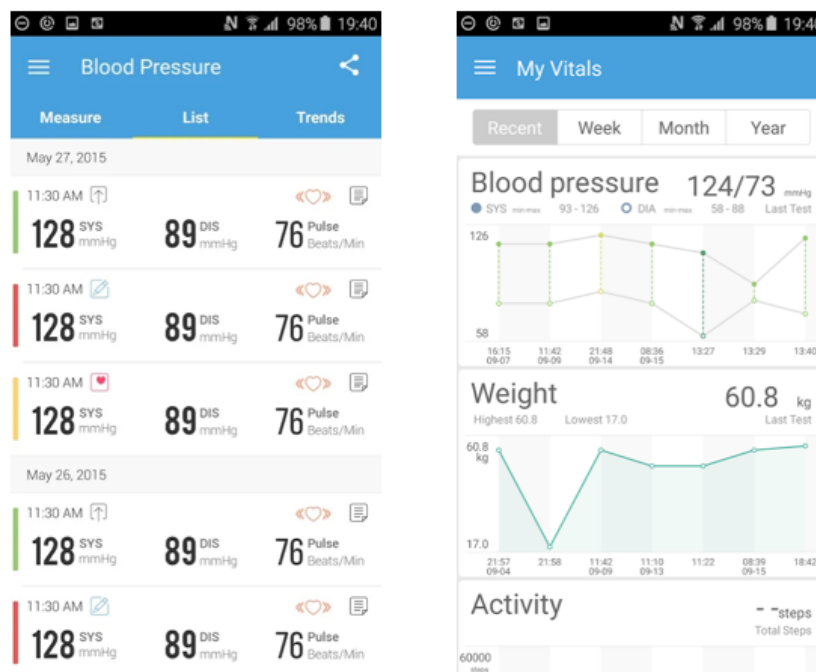 98% 19:40
Blood Pressure
Measure List Trends
May 27, 2015
11:30 AM
128 SYS mmHg 89 DIS mmHg 76 Pulse Beats/Min
11:30 AM
128 SYS mmHg 89 DIS mmHg 76 Pulse Beats/Min
11:30 AM
128 SYS mmHg 89 DIS mmHg 76 Pulse Beats/Min
May 26, 2015
11:30 AM
128 SYS mmHg 89 DIS mmHg 76 Pulse Beats/Min
11:30 AM
128 SYS mmHg 89 DIS mmHg 76 Pulse Beats/Min
98% 19:40
My Vitals
Recent Week Month Year
Blood pressure 124/73 mmHg
SYS min-max 93 - 126 DIA min-max 58 - 88 Last Test
126
58
16:15 11:42 21:48 08:36 13:27 13:29 13:40
09-07 09-09 09-14 09-15
Weight 60.8 kg
Highest 60.8 Lowest 17.0 Last Test
60.8
kg
17.0
21:57 21:58 11:42 11:10 11:22 08:39 18:42
09-04 09-09 09-13 09-15
Activity - - steps
Total Steps
60000
steps